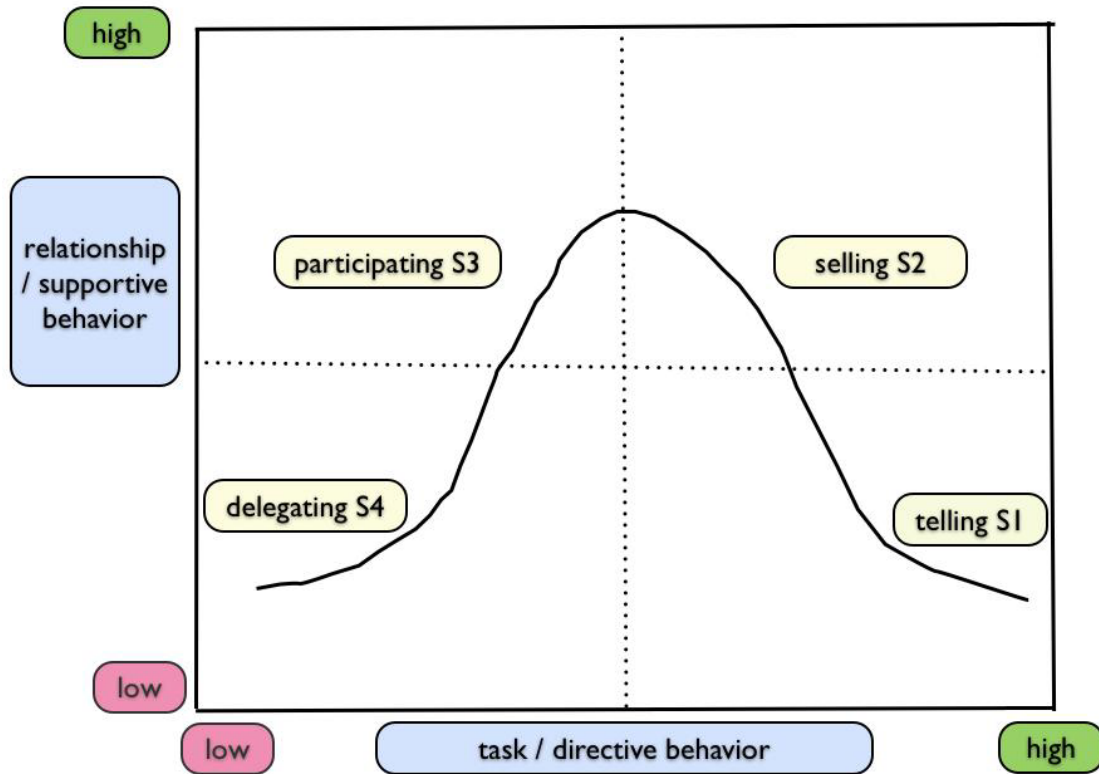 high
relationship
/ supportive
behavior
participating S3
selling S2
delegating S4
telling S1
low
low
task / directive behavior
high